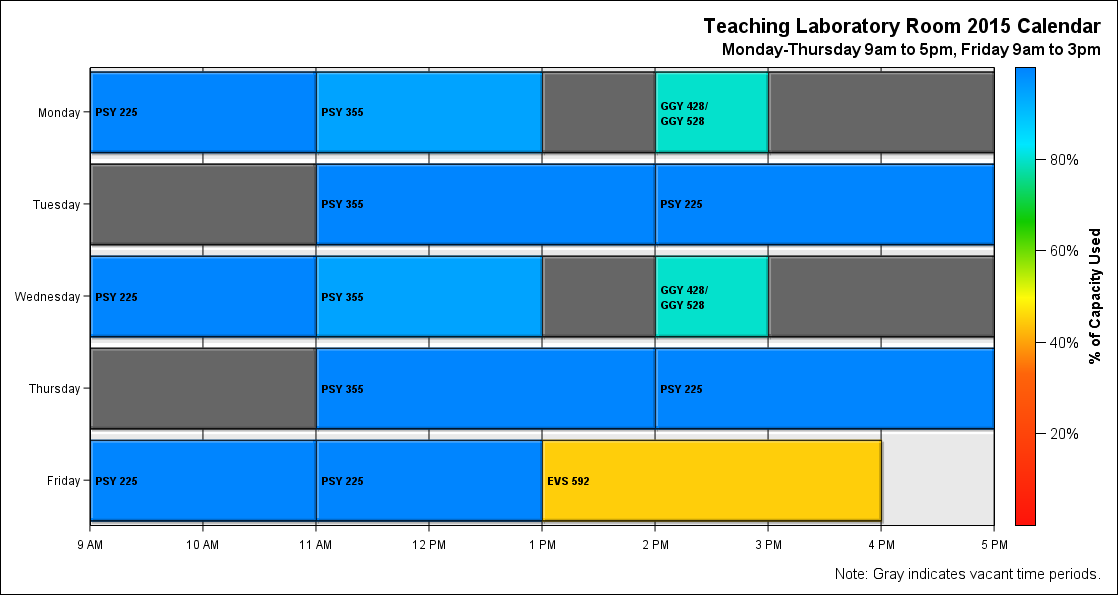 Teaching Laboratory Room 2015 Calendar
Monday-Thursday 9am to 5pm, Friday 9am to 3pm
Monday
PSY 225
PSY 355
GGY 428/
GGY 528
Tuesday
PSY 355
PSY 225
Wednesday
PSY 225
PSY 355
GGY 428/
GGY 528
Thursday
PSY 355
PSY 225
Friday
PSY 225
PSY 225
EVS 592
9 AM
10 AM
11 AM
12 PM
1 PM
2 PM
3 PM
4 PM
5 PM
80%
60%
40%
20%
% of Capacity Used
Note: Gray indicates vacant time periods.